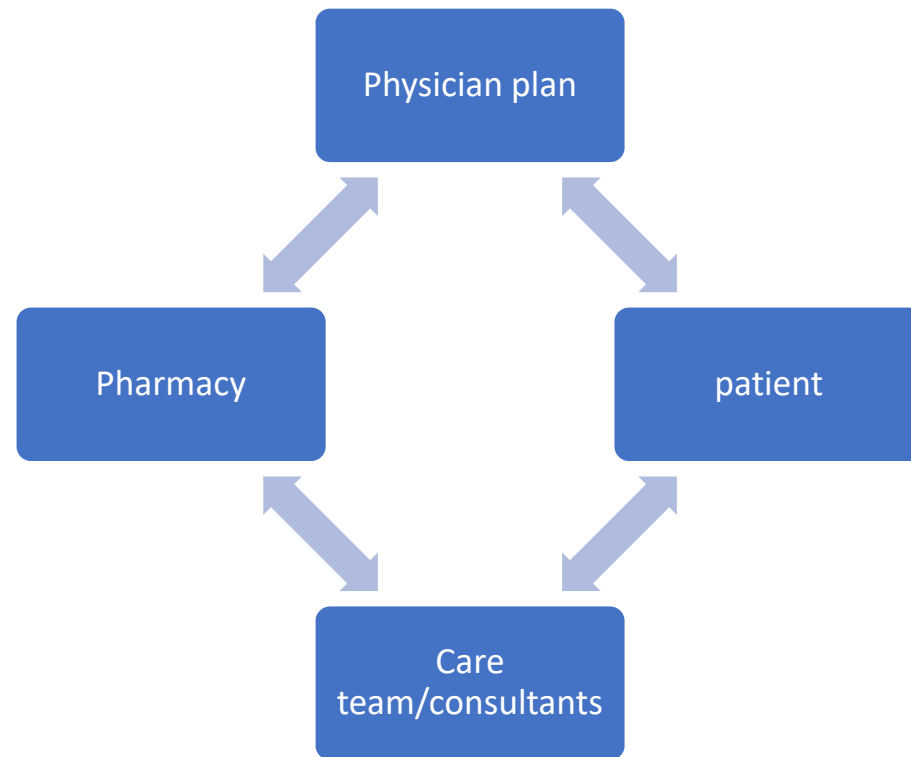 Physician plan
Pharmacy
patient
Care
team/consultants